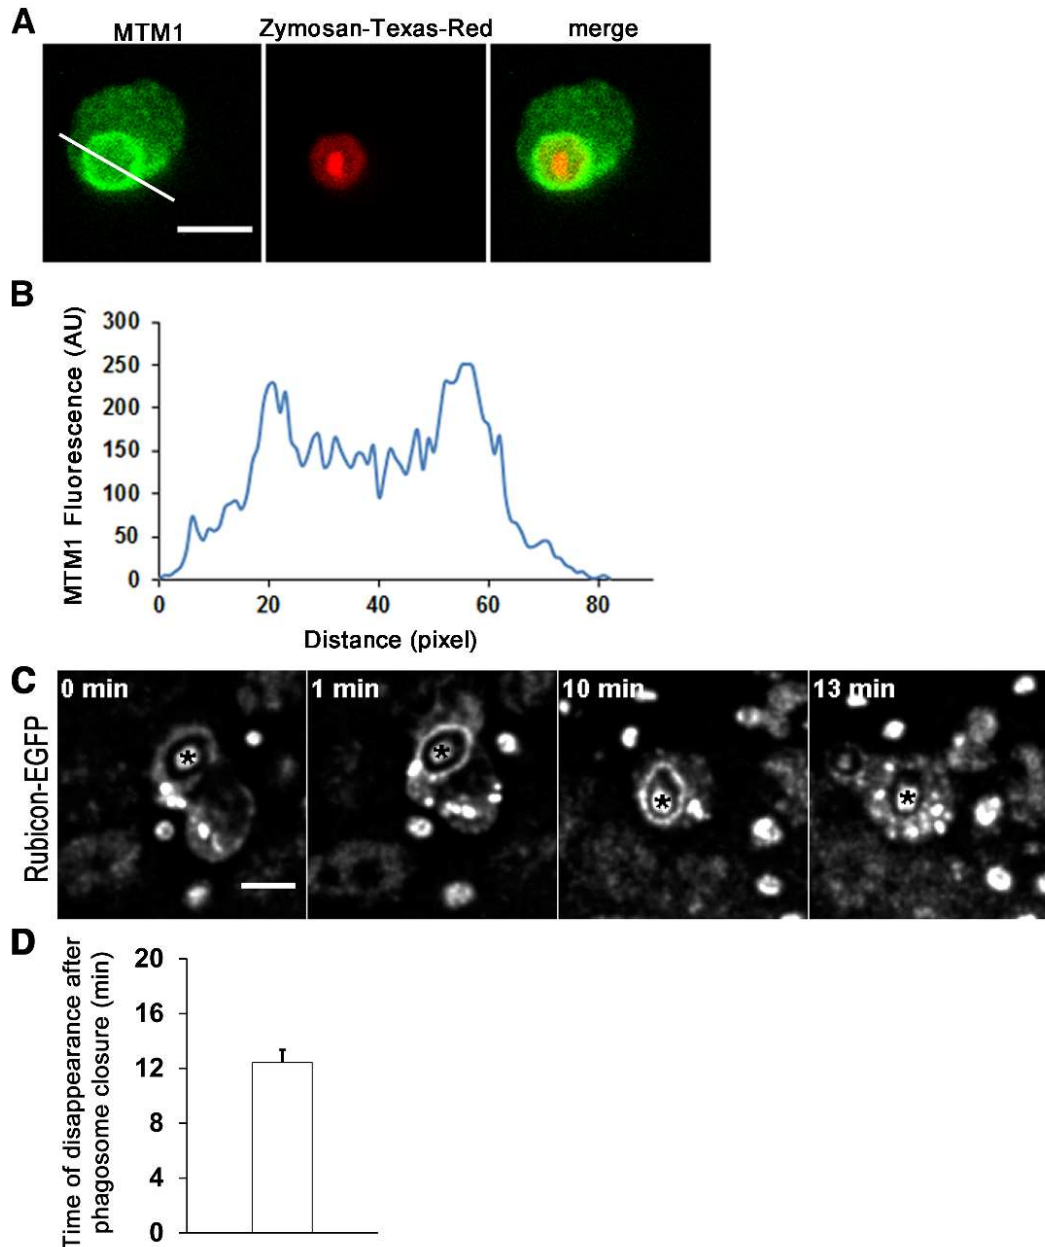 A
MTM1 Zymosan-Texas-Red merge
B
MTM1 Fluorescence (AU)
300
250
200
150
100
50
0
0 20 40 60 80
Distance (pixel)
C
Rubicon-EGFP
0 min 1 min 10 min 13 min
* * * *
D
Time of disappearance after
phagosome closure (min)
20
16
12
8
4
0